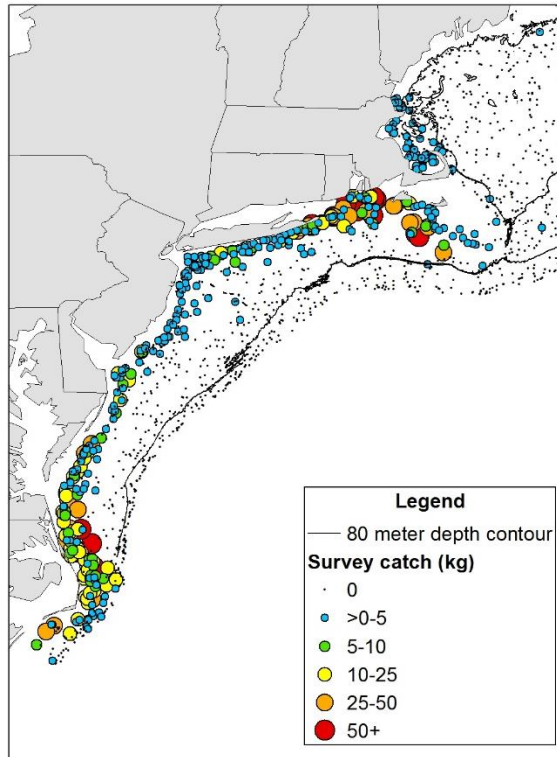 Legend
80 meter depth contour
Survey catch (kg)
0
>0-5
5-10
10-25
25-50
50+